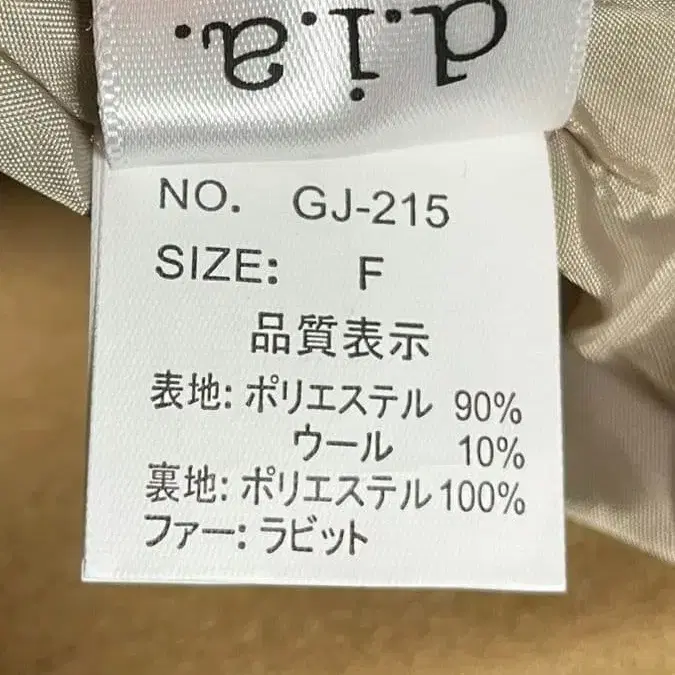 d.i.a.
NO. GJ-215
SIZE: F
品質表示
表地: ポリエステル 90%
ウール 10%
裏地: ポリエステル 100%
ファー: ラビット